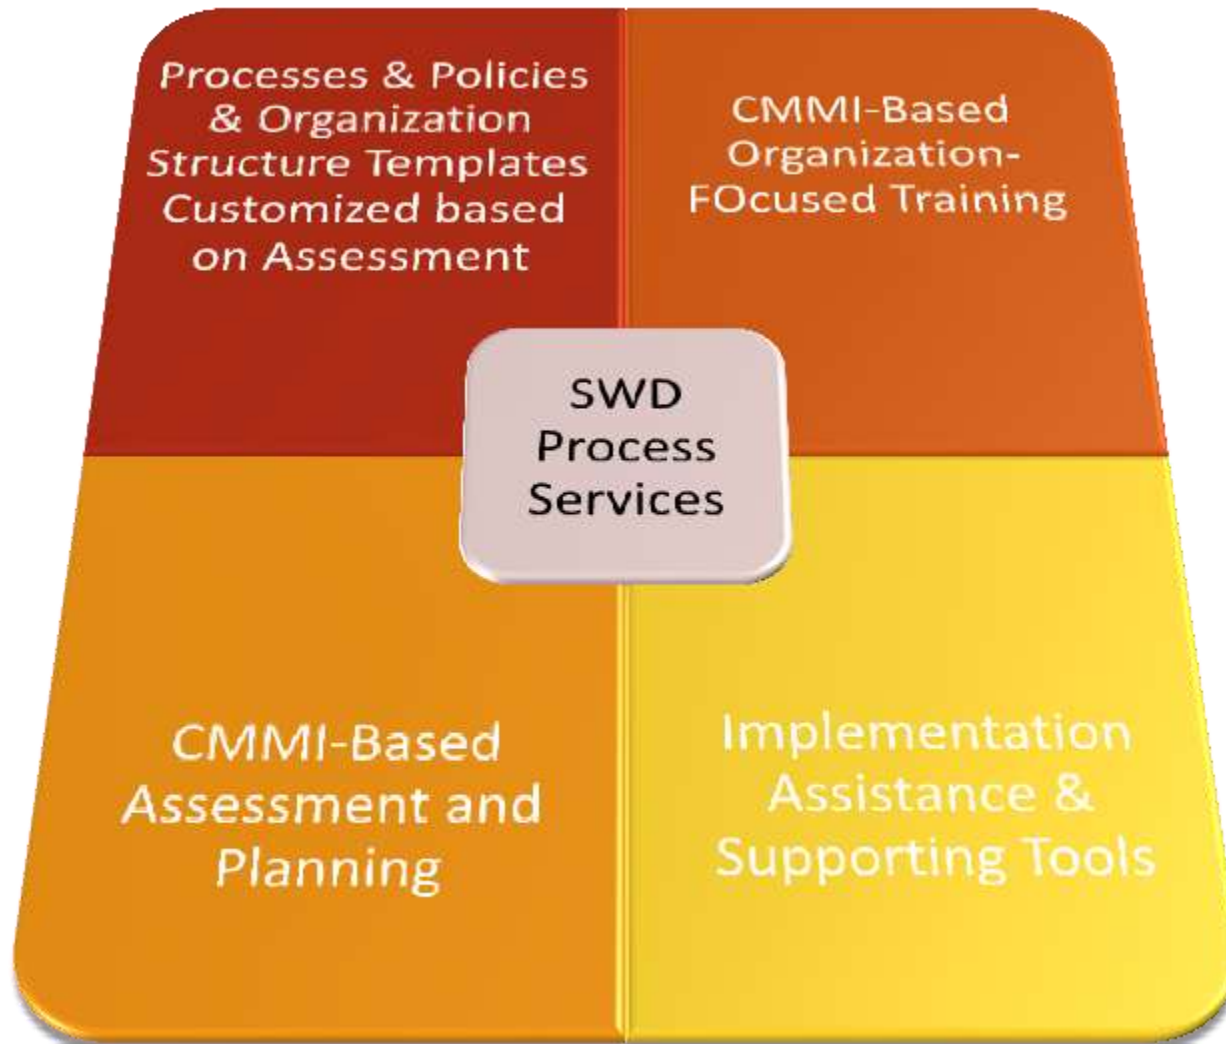 Processes & Policies
& Organization
Structure Templates
Customized based
on Assessment
CMMI-Based
Organization-
FOcused Training
SWD
Process
Services
CMMI-Based
Assessment and
Planning
Implementation
Assistance &
Supporting Tools